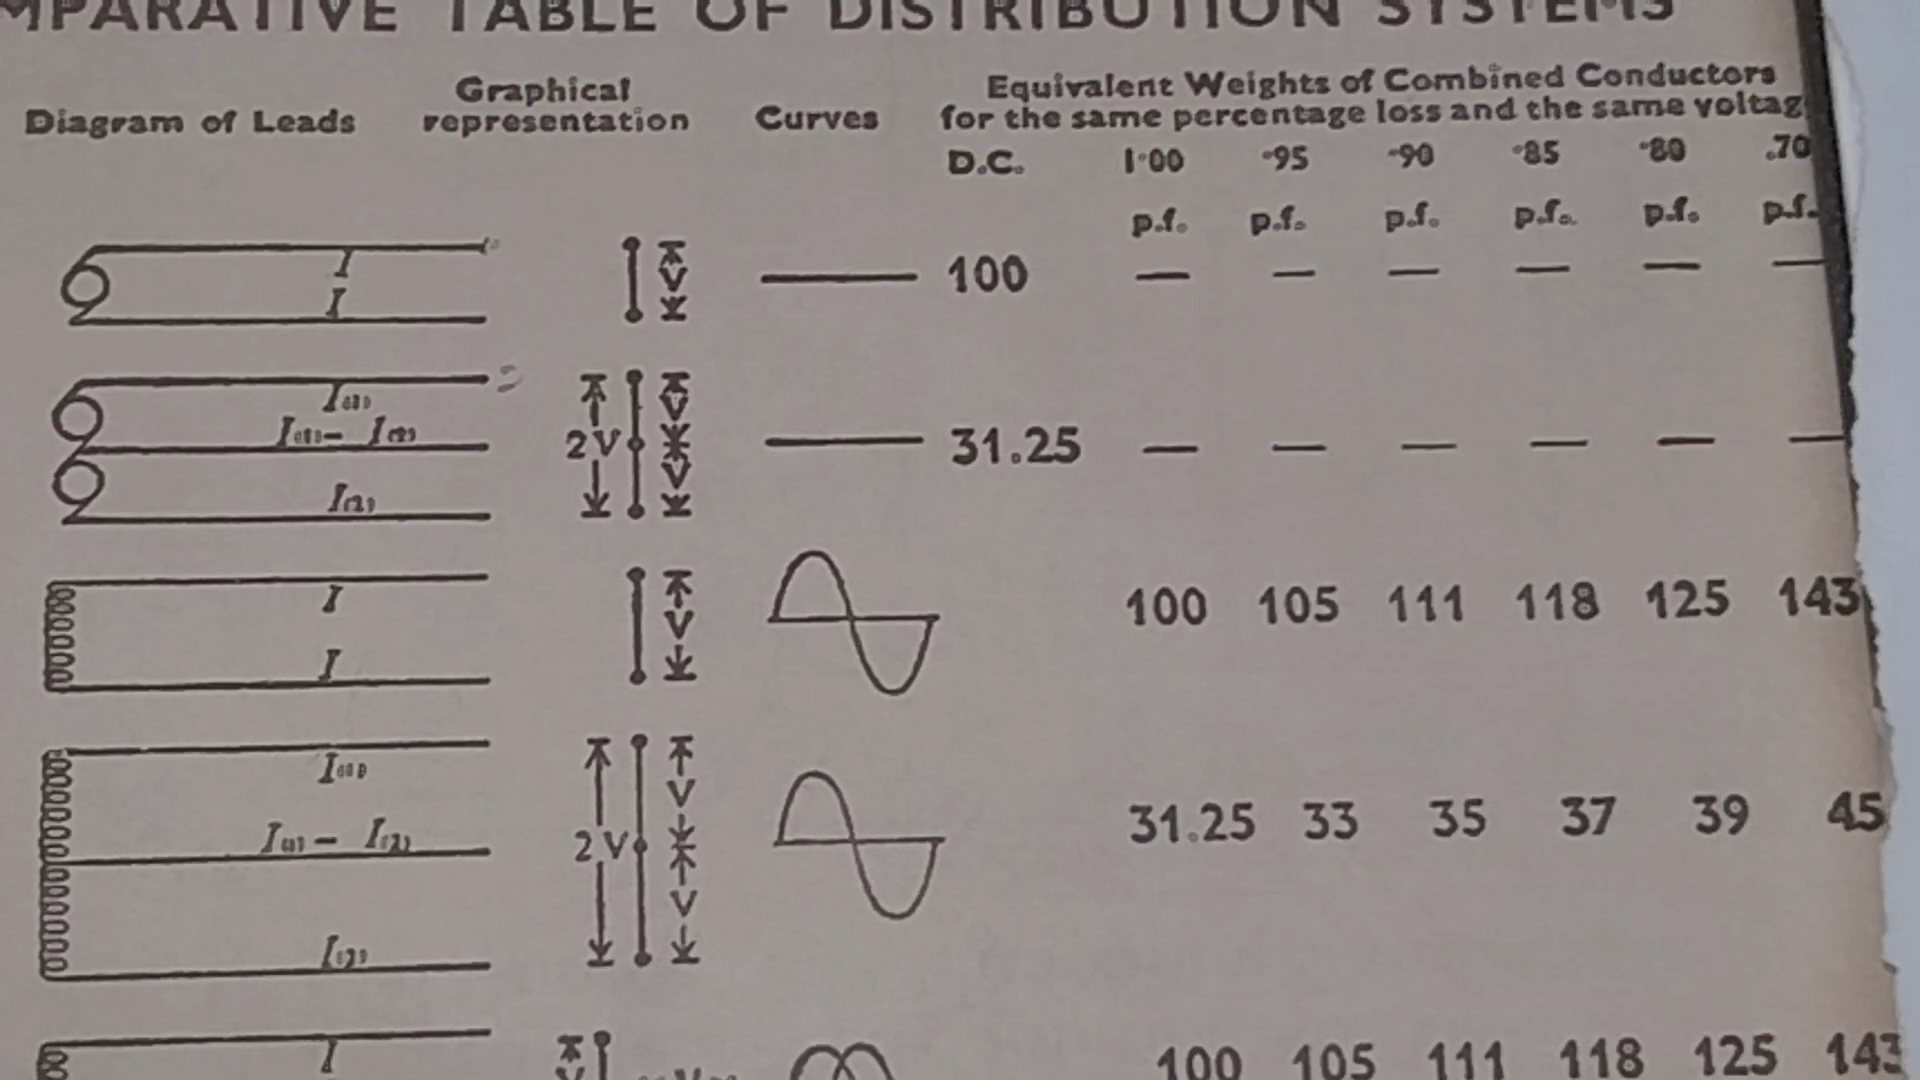 MPARATIVE TABLE OF DISTRIBUTION SYSTEMS
Equivalent Weights of Combined Conductors
for the same percentage loss and the same voltag
Diagram of Leads
Graphical
representation
Curves
D.C. 1·00 ·95 ·90 ·85 ·80 .70
p.f. p.f. p.f. p.f. p.f. p.f.
I
I
V
100 — — — — — —
I(1)
I(1) – I(2)
I(2)
2 V
V
V
31.25 — — — — — —
I
I
V
100 105 111 118 125 143
I(1)
I(1) – I(2)
I(2)
2 V
V
V
31.25 33 35 37 39 45
I
V
100 105 111 118 125 143